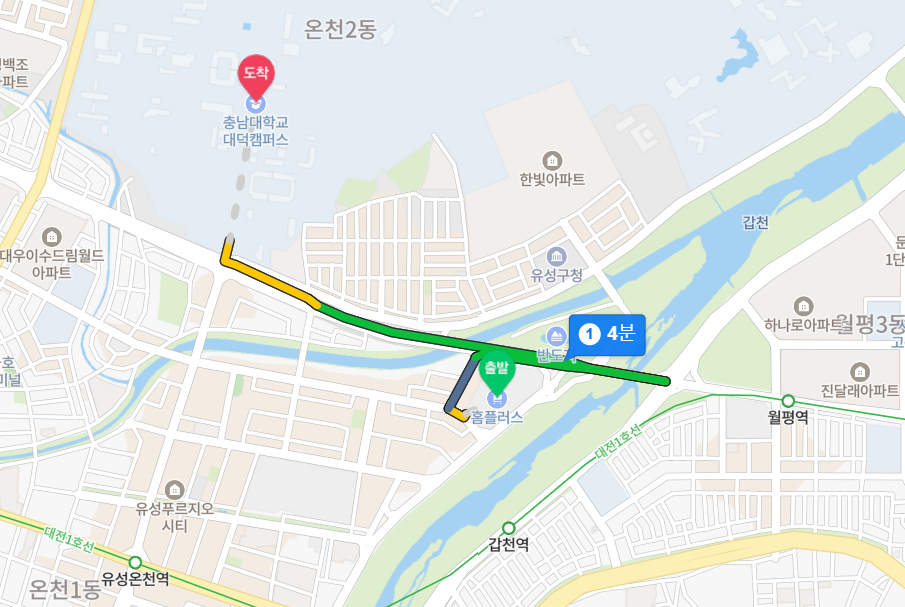 온천2동
도착
충남대학교
대덕캠퍼스
한빛아파트
갑천
대우이수드림월드
아파트
유성구청
하나로아파트
월평3동
1
4분
출발
홈플러스
진달래아파트
월평역
대전1호선
유성푸르지오
시티
갑천역
대전1호선
유성온천역
온천1동